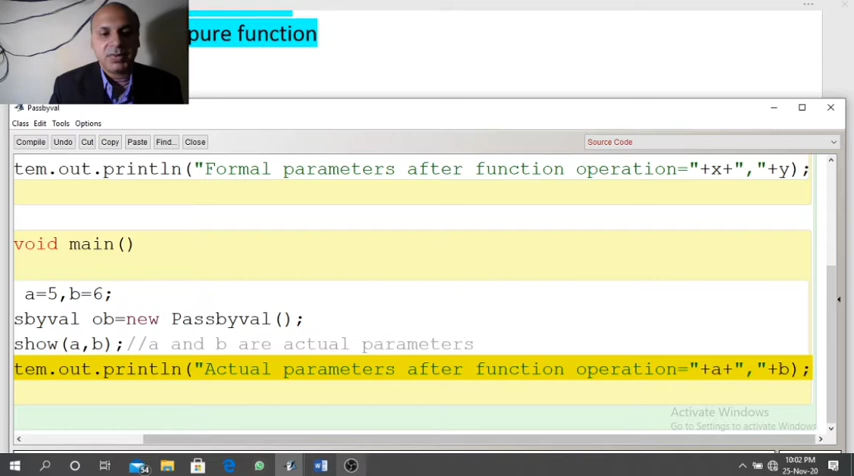 pure function
Passbyval
Class Edit Tools Options
Compile Undo Cut Copy Paste Find... Close Source Code
tem.out.println("Formal parameters after function operation="+x+","+y);
void main()
a=5,b=6;
sbyval ob=new Passbyval();
show(a,b);//a and b are actual parameters
tem.out.println("Actual parameters after function operation="+a+","+b);
Activate Windows
Go to Settings to activate Windows.
54
10:02 PM
25-Nov-20